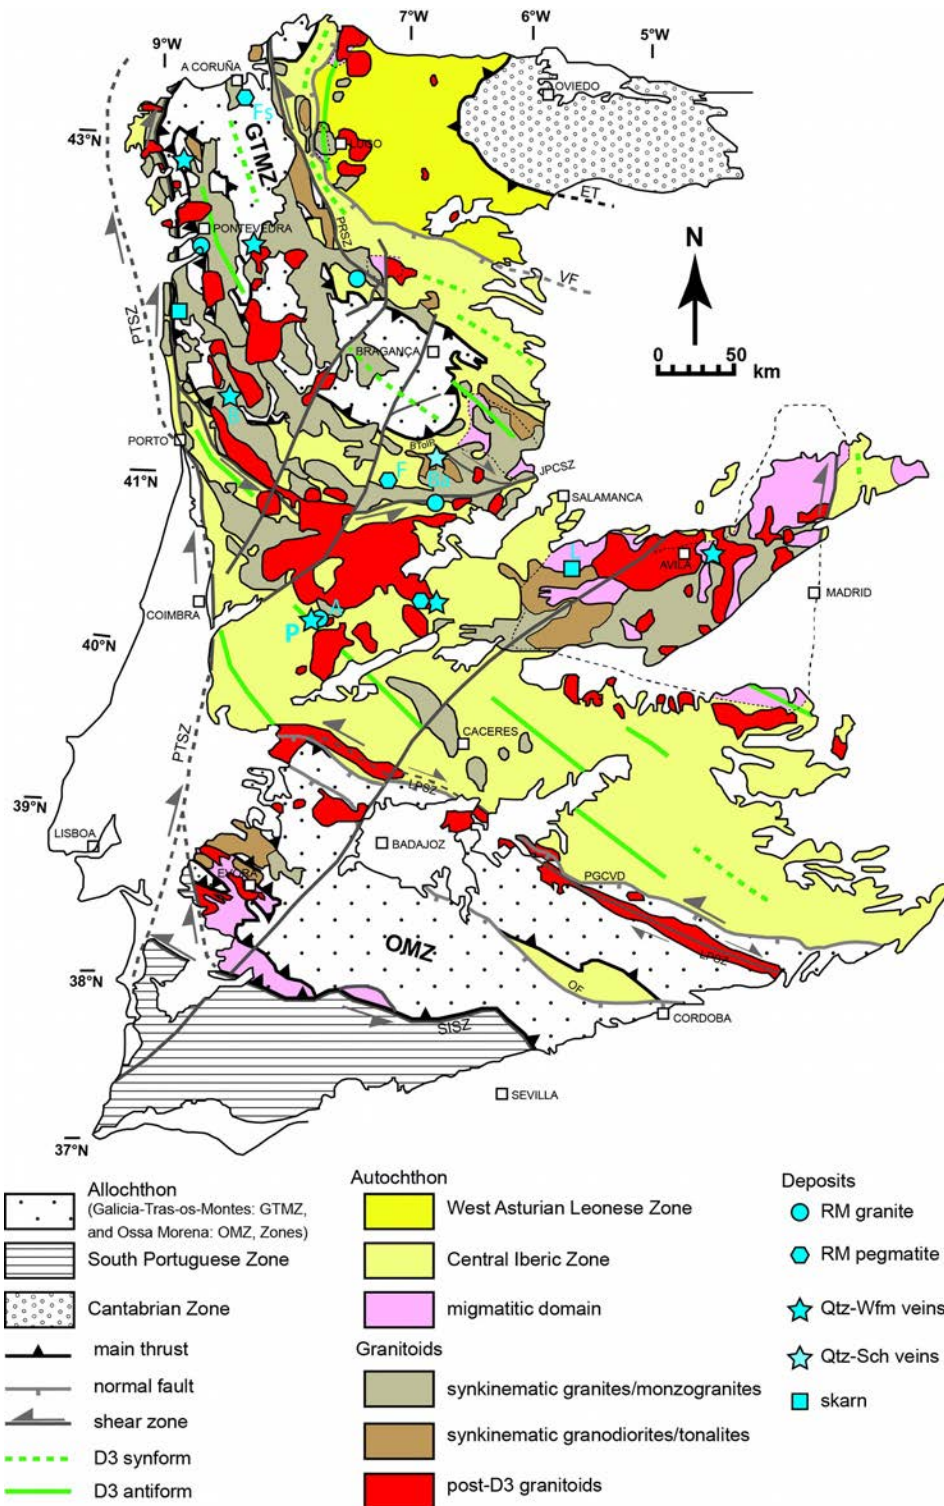 7°W
6°W
5°W
9°W
A CORUÑA
OVIEDO
Fs
43°N
GTMZ
LUGO
ET
PRSZ
PONTEVEDRA
VF
N
PTSZ
0 50
km
BRAGANÇA
PORTO
BToIP
F
Ba
JPCSZ
41°N
SALAMANCA
L
AVILA
MADRID
COIMBRA
A
P
40°N
PTSZ
CACERES
LPSZ
39°N
LISBOA
BADAJOZ
EVORA
PGCVD
OMZ
LPSZ
38°N
OF
CORDOBA
SISZ
SEVILLA
37°N
Allochthon
(Galicia-Tras-os-Montes: GTMZ,
and Ossa Morena: OMZ, Zones)
South Portuguese Zone
Cantabrian Zone
main thrust
normal fault
shear zone
D3 synform
D3 antiform
Autochthon
West Asturian Leonese Zone
Central Iberic Zone
migmatitic domain
Granitoids
synkinematic granites/monzogranites
synkinematic granodiorites/tonalites
post-D3 granitoids
Deposits
RM granite
RM pegmatite
Qtz-Wfm veins
Qtz-Sch veins
skarn